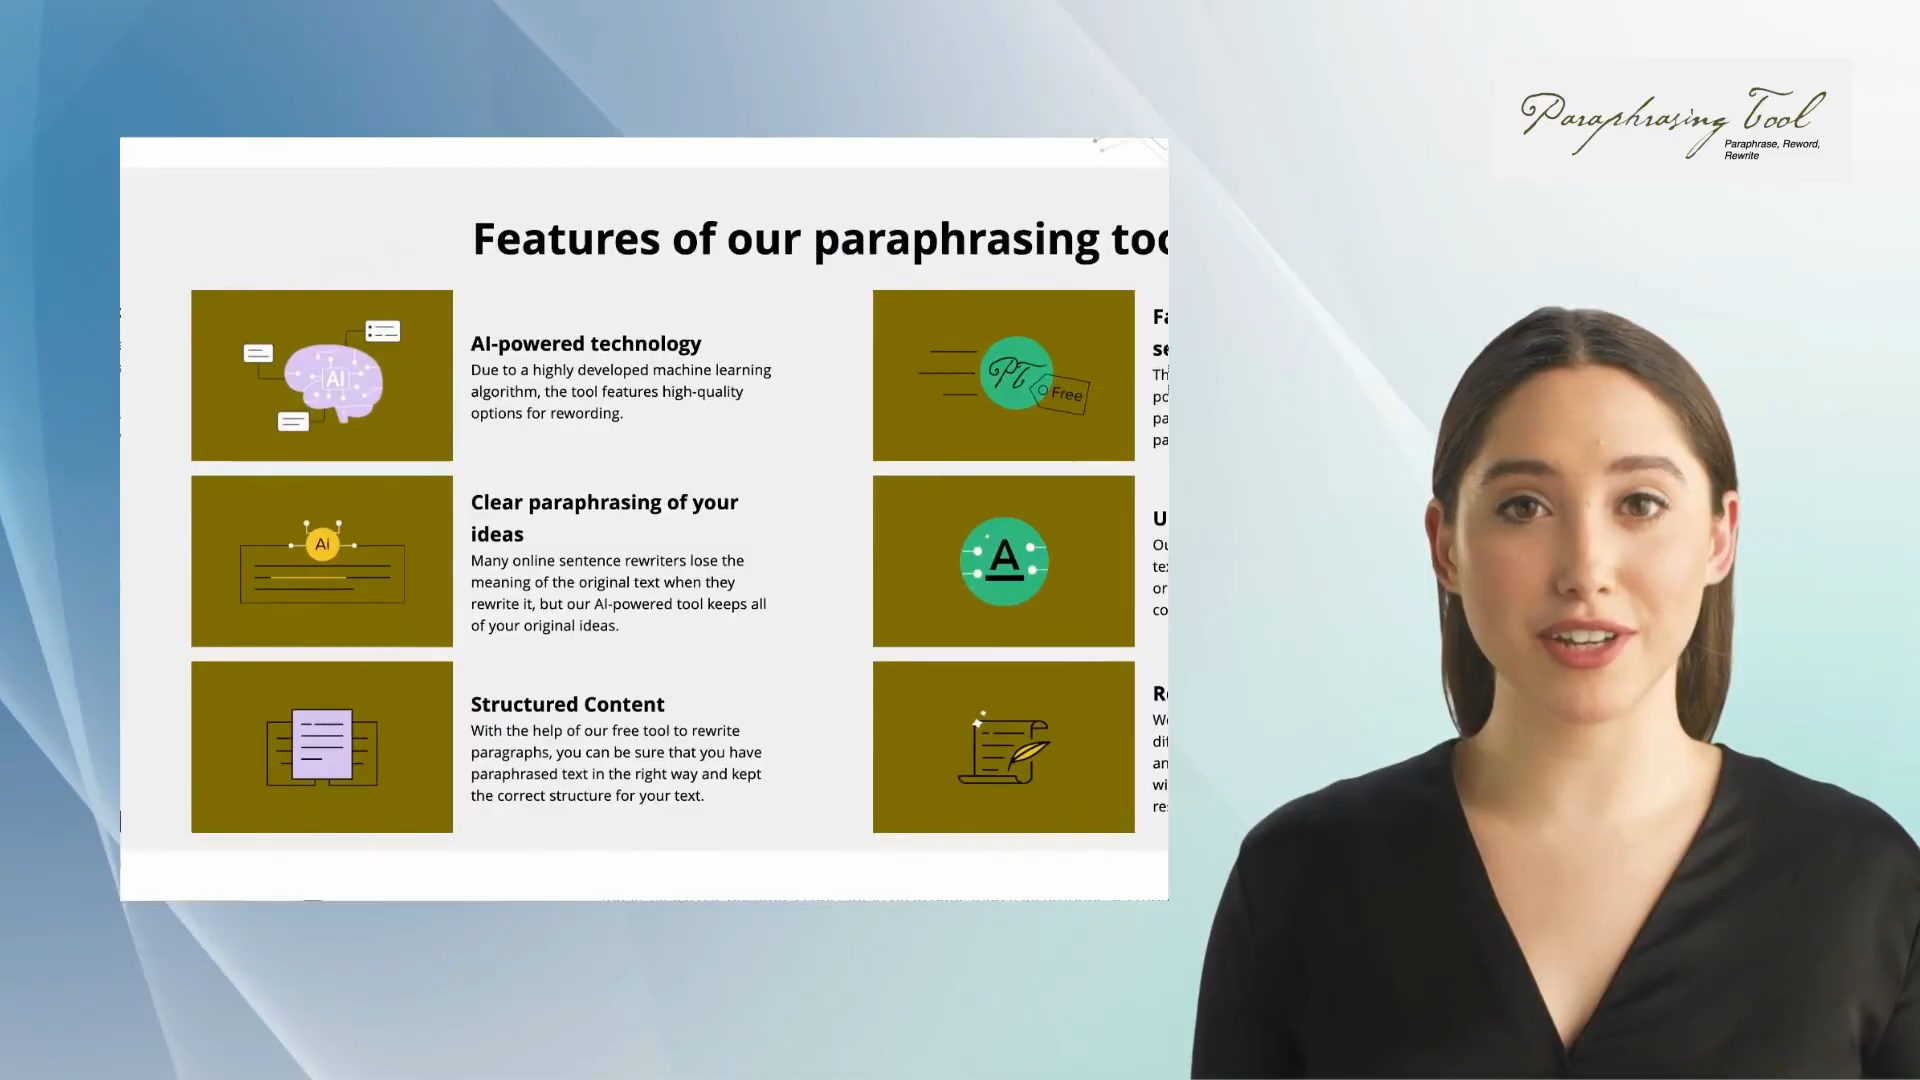 Paraphrasing Tool
Paraphrase, Reword,
Rewrite
Features of our paraphrasing
AI
AI-powered technology
Due to a highly developed machine learning
algorithm, the tool features high-quality
options for rewording.
PT
Free
Ai
Clear paraphrasing of your
ideas
Many online sentence rewriters lose the
meaning of the original text when they
rewrite it, but our AI-powered tool keeps all
of your original ideas.
A
Structured Content
With the help of our free tool to rewrite
paragraphs, you can be sure that you have
paraphrased text in the right way and kept
the correct structure for your text.